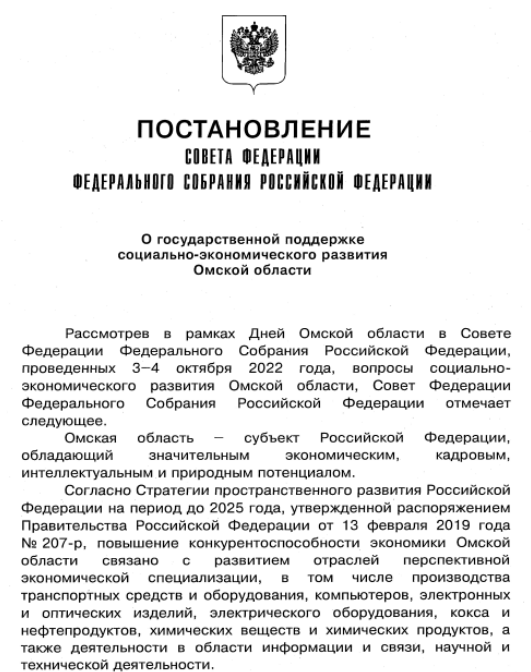 ПОСТАНОВЛЕНИЕ
СОВЕТА ФЕДЕРАЦИИ
ФЕДЕРАЛЬНОГО СОБРАНИЯ РОССИЙСКОЙ ФЕДЕРАЦИИ
О государственной поддержке
социально-экономического развития
Омской области
Рассмотрев в рамках Дней Омской области в Совете
Федерации Федерального Собрания Российской Федерации,
проведенных 3–4 октября 2022 года, вопросы социально-
экономического развития Омской области, Совет Федерации
Федерального Собрания Российской Федерации отмечает
следующее.
Омская область – субъект Российской Федерации,
обладающий значительным экономическим, кадровым,
интеллектуальным и природным потенциалом.
Согласно Стратегии пространственного развития Российской
Федерации на период до 2025 года, утвержденной распоряжением
Правительства Российской Федерации от 13 февраля 2019 года
№ 207-р, повышение конкурентоспособности экономики Омской
области связано с развитием отраслей перспективной
экономической специализации, в том числе производства
транспортных средств и оборудования, компьютеров, электронных
и оптических изделий, электрического оборудования, кокса и
нефтепродуктов, химических веществ и химических продуктов, а
также деятельности в области информации и связи, научной и
технической деятельности.